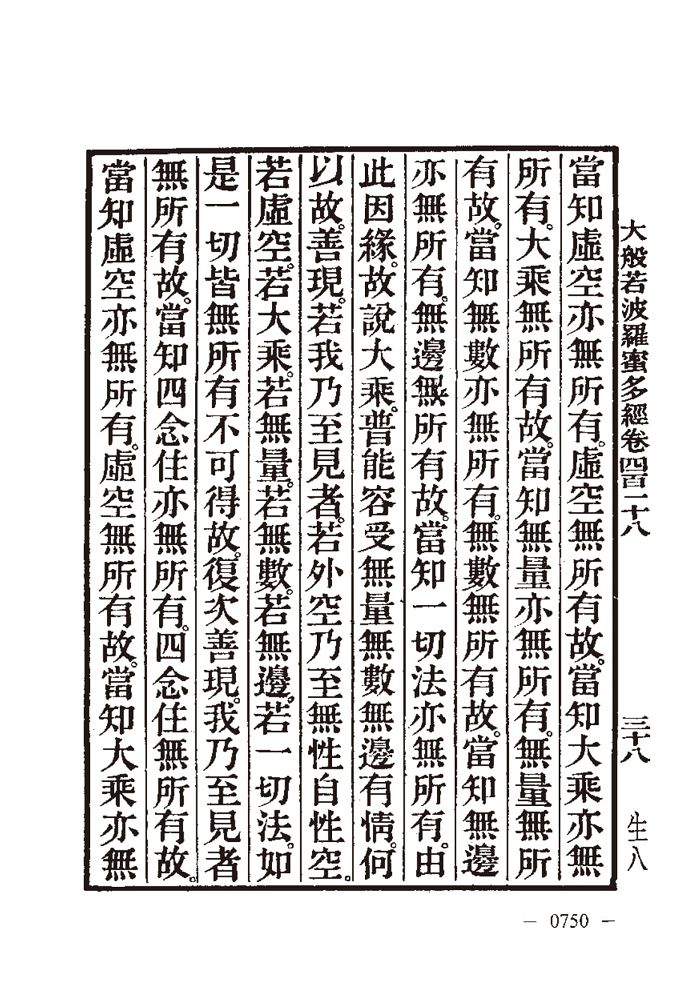 大般若波羅蜜多經卷四百二十八 三十八 生八
當知虛空亦無所有。虛空無所有故。當知大乘亦無
所有。大乘無所有故。當知無量亦無所有。無量無所
有故。當知無數亦無所有。無數無所有故。當知無邊
亦無所有。無邊無所有故。當知一切法亦無所有。由
此因緣。故說大乘。普能容受無量無數無邊有情。何
以故。善現。若我乃至見者。若外空乃至無性自性空。
若虛空。若大乘。若無量。若無數。若無邊。若一切法。如
是一切皆無所有不可得故。復次善現。我乃至見者
無所有故。當知四念住亦無所有。四念住無所有故。
當知虛空亦無所有。虛空無所有故。當知大乘亦無
— 0750 —